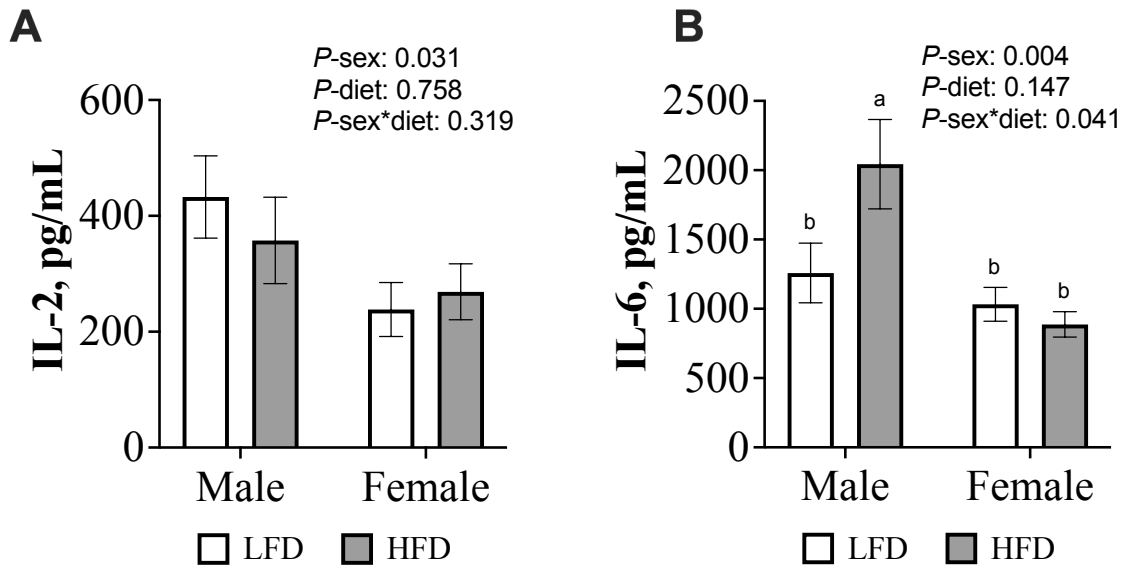 A
P-sex: 0.031
P-diet: 0.758
P-sex*diet: 0.319
IL-2, pg/mL
600
400
200
0
Male Female
LFD HFD
B
P-sex: 0.004
P-diet: 0.147
P-sex*diet: 0.041
IL-6, pg/mL
2500
2000
1500
1000
500
0
b
a
b
b
Male Female
LFD HFD